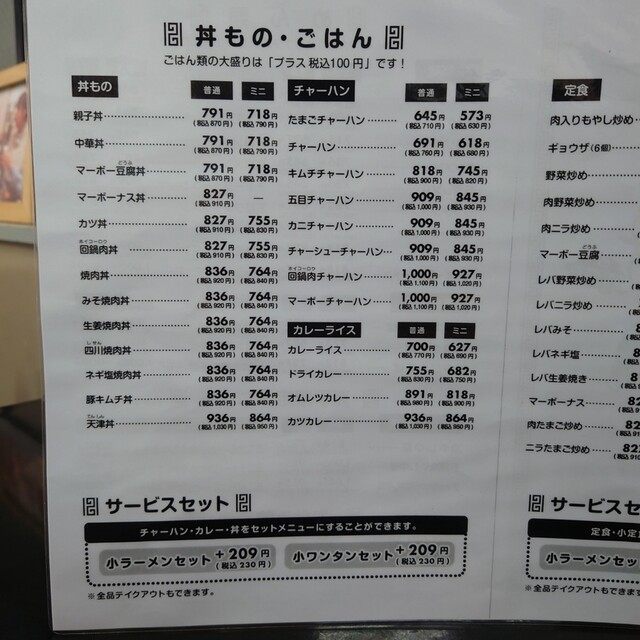 丼もの・ごはん
ごはん類の大盛りは「プラス 税込100円」です!
丼もの 普通 ミニ
親子丼 791円 (税込870円) 718円 (税込790円)
中華丼 791円 (税込870円) 718円 (税込790円)
マーボー豆腐丼 791円 (税込870円) 718円 (税込790円)
マーボーナス丼 827円 (税込910円) —
カツ丼 827円 (税込910円) 755円 (税込830円)
回鍋肉丼 827円 (税込910円) 755円 (税込830円)
焼肉丼 836円 (税込920円) 764円 (税込840円)
みそ焼肉丼 836円 (税込920円) 764円 (税込840円)
生姜焼肉丼 836円 (税込920円) 764円 (税込840円)
四川焼肉丼 836円 (税込920円) 764円 (税込840円)
ネギ塩焼肉丼 836円 (税込920円) 764円 (税込840円)
豚キムチ丼 836円 (税込920円) 764円 (税込840円)
天津丼 936円 (税込1,030円) 864円 (税込950円)
チャーハン 普通 ミニ
たまごチャーハン 645円 (税込710円) 573円 (税込630円)
チャーハン 691円 (税込760円) 618円 (税込680円)
キムチチャーハン 818円 (税込900円) 745円 (税込820円)
五目チャーハン 909円 (税込1,000円) 845円 (税込930円)
カニチャーハン 909円 (税込1,000円) 845円 (税込930円)
チャーシューチャーハン 909円 (税込1,000円) 845円 (税込930円)
回鍋肉チャーハン 1,000円 (税込1,100円) 927円 (税込1,020円)
マーボーチャーハン 1,000円 (税込1,100円) 927円 (税込1,020円)
カレーライス 普通 ミニ
カレーライス 700円 (税込770円) 627円 (税込690円)
ドライカレー 755円 (税込830円) 682円 (税込750円)
オムレツカレー 891円 (税込980円) 818円 (税込900円)
カツカレー 936円 (税込1,030円) 864円 (税込950円)
サービスセット
チャーハン・カレー・丼をセットメニューにすることができます。
小ラーメンセット +209円 (税込230円) 小ワンタンセット +209円 (税込230円)
※全品テイクアウトもできます。
定食
肉入りもやし炒め
ギョウザ(6個)
野菜炒め
肉野菜炒め
肉ニラ炒め
マーボー豆腐
レバ野菜炒め
レバニラ炒め
レバみそ
レバネギ塩
レバ生姜焼き
マーボーナス
肉たまご炒め
ニラたまご炒め
サービスセ
定食・小定食
小ラーメンセット
※全品テイクアウトもできます